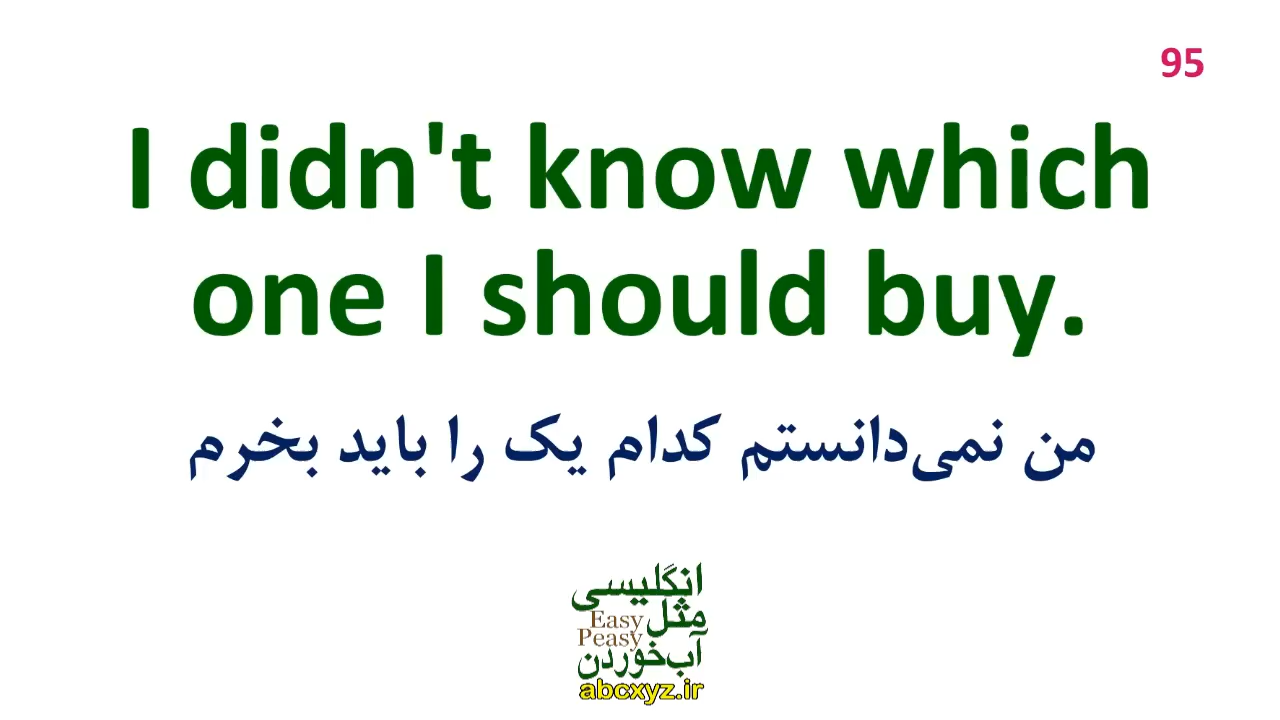 95
I didn't know which
one I should buy.
من نمی‌دانستم کدام یک را باید بخرم
انگلیسی
مثل
Easy
Peasy
آب‌خوردن
abcxyz.ir